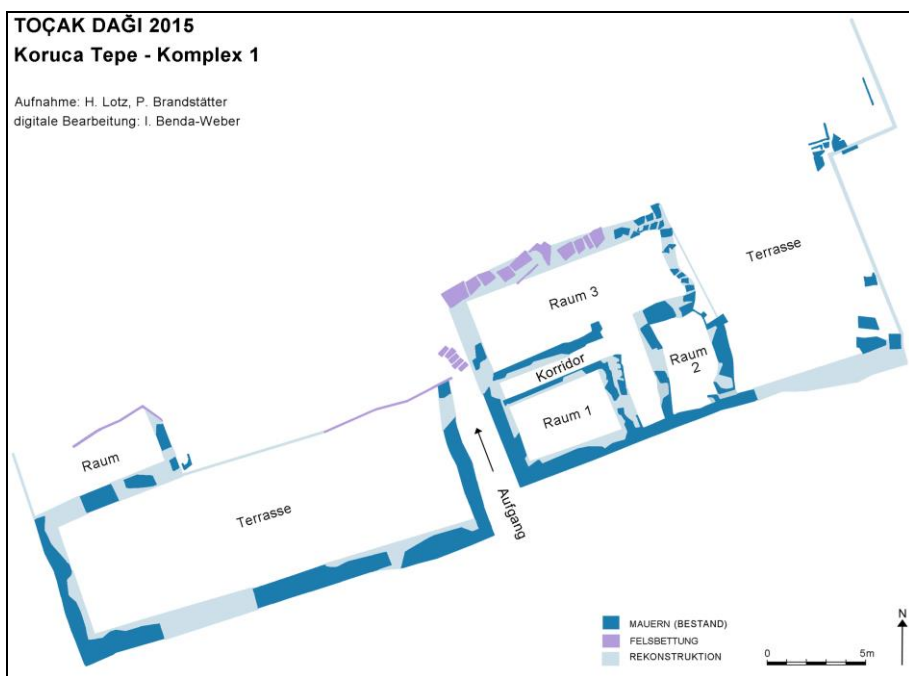 TOÇAK DAĞI 2015
Koruca Tepe - Komplex 1
Aufnahme: H. Lotz, P. Brandstätter
digitale Bearbeitung: I. Benda-Weber
Terrasse
Raum 3
Korridor
Raum
2
Raum 1
Raum
Terrasse
Aufgang
MAUERN (BESTAND)
FELSBETTUNG
REKONSTRUKTION
0 5m
N